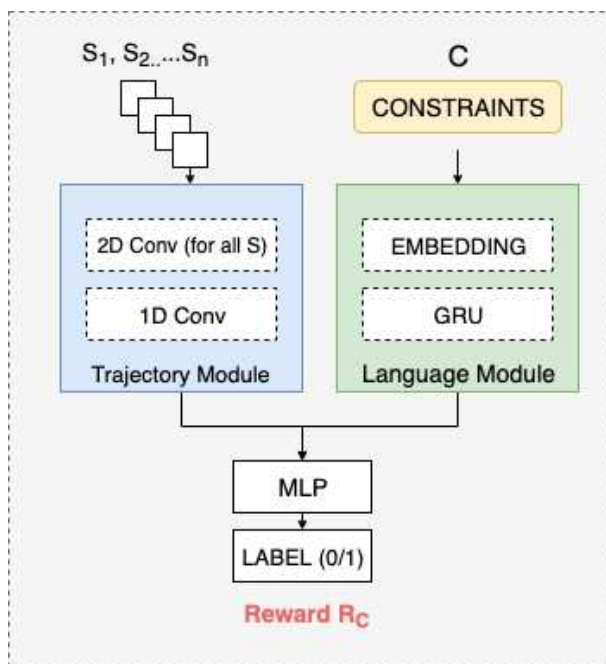 S₁, S₂.....Sₙ
C
CONSTRAINTS
2D Conv (for all S)
1D Conv
Trajectory Module
EMBEDDING
GRU
Language Module
MLP
LABEL (0/1)
Reward R_C